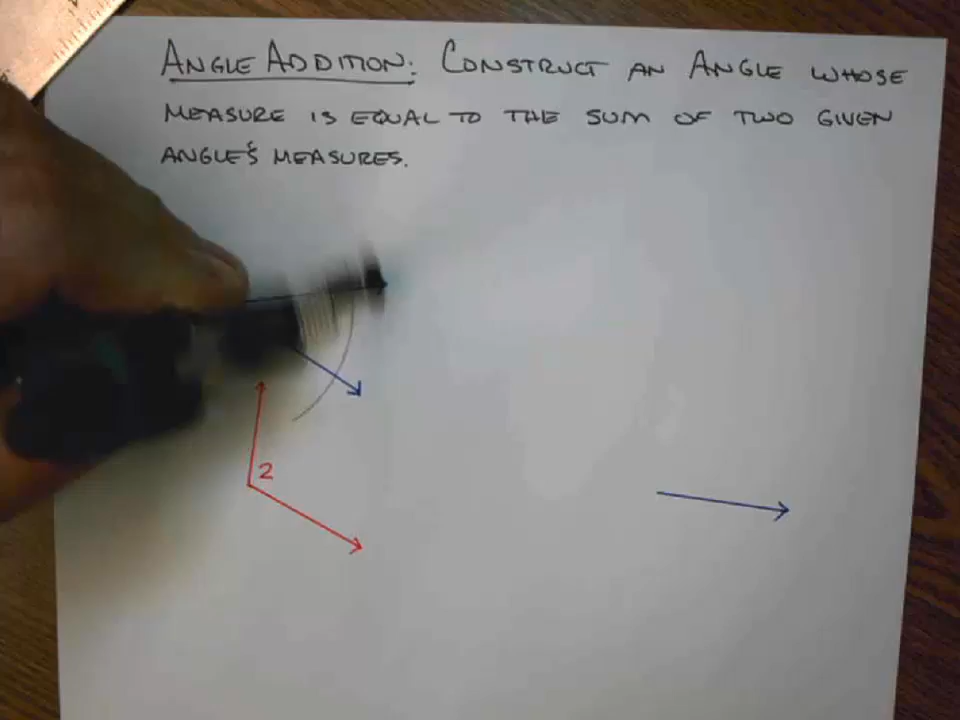 ANGLE ADDITION: CONSTRUCT AN ANGLE WHOSE
MEASURE IS EQUAL TO THE SUM OF TWO GIVEN
ANGLE'S MEASURES.
2